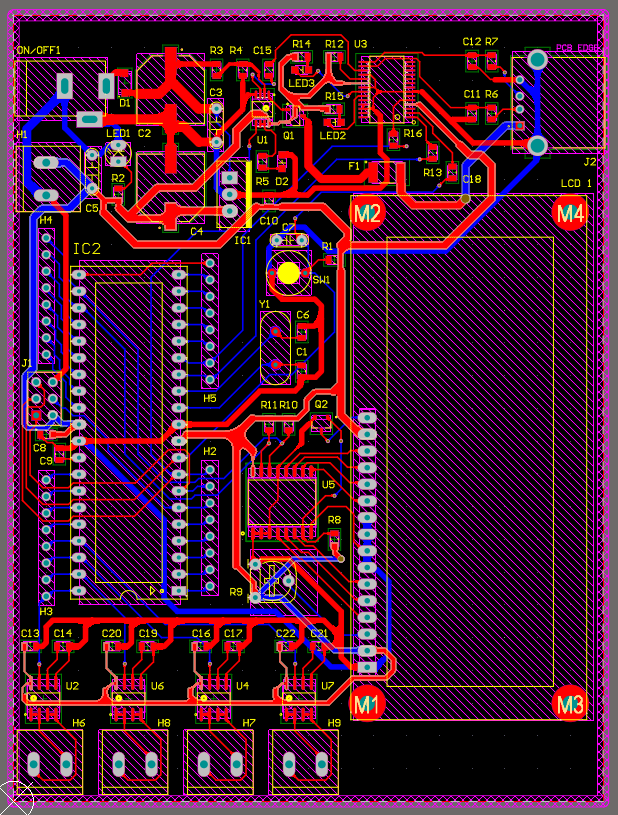 ON/OFF1
R3 R4 C15 R14 R12 U3 C12 R7 PCB EDGE
LED3
D1 C3 R15 C11 R6
H1 LED1 C2 U1 Q1 LED2 R16
J2
R2 R5 D2 F1 R13
C5 C18 LCD 1
C10 M2 M4
H4 C4 IC1
IC2 C7 R1
SW1
Y1
C6
C1
J1
H5
R11 R10 Q2
C8
C9 H2
U5
R8
R9
H3
C13 C14 C20 C19 C16 C17 C22 C21
U2 U6 U4 U7
M1 M3
H6 H8 H7 H9